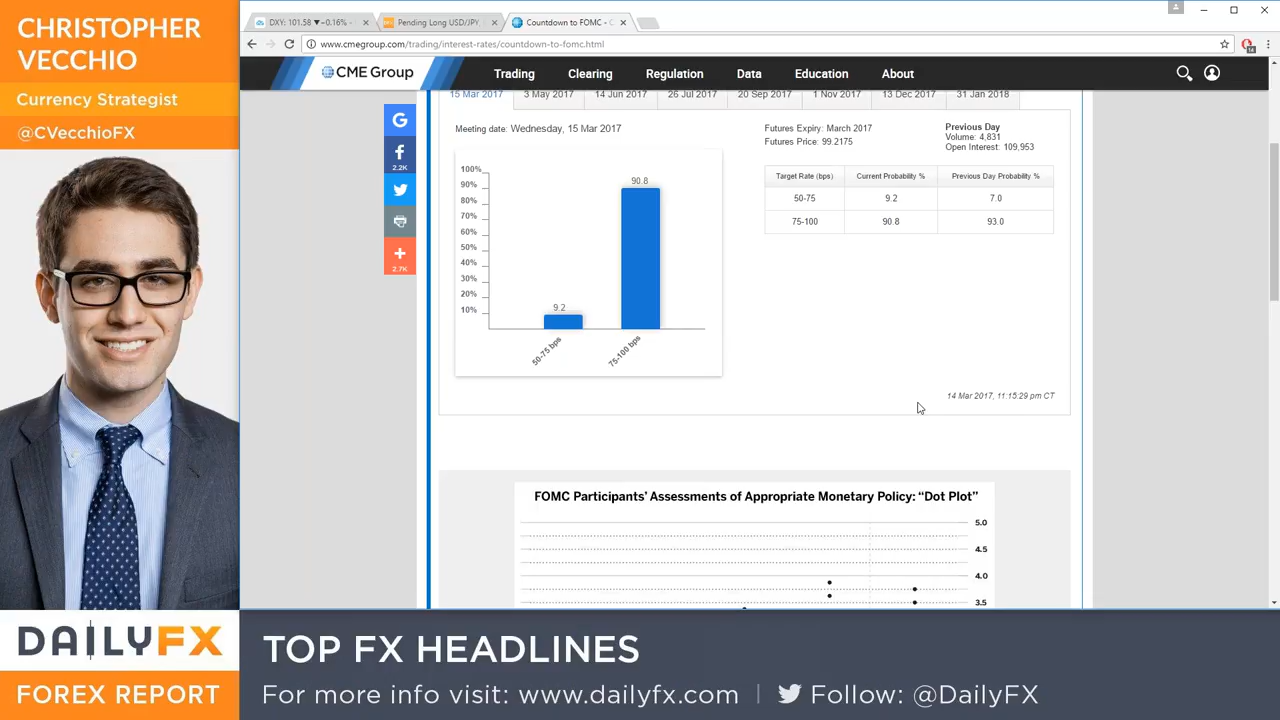 CHRISTOPHER
VECCHIO
Currency Strategist
@CVecchioFX
DXY: 101.58 ▼−0.16%
Pending Long USD/JPY
Countdown to FOMC - C
www.cmegroup.com/trading/interest-rates/countdown-to-fomc.html
CME Group
Trading
Clearing
Regulation
Data
Education
About
15 Mar 2017
3 May 2017
14 Jun 2017
26 Jul 2017
20 Sep 2017
1 Nov 2017
13 Dec 2017
31 Jan 2018
G
f
2.2K
+
2.7K
Meeting date: Wednesday, 15 Mar 2017
Futures Expiry: March 2017
Futures Price: 99.2175
Previous Day
Volume: 4,831
Open Interest: 109,953
100%
90%
80%
70%
60%
50%
40%
30%
20%
10%
9.2
90.8
50-75 bps
75-100 bps
Target Rate (bps) Current Probability % Previous Day Probability %
50-75 9.2 7.0
75-100 90.8 93.0
14 Mar 2017, 11:15:29 pm CT
FOMC Participants' Assessments of Appropriate Monetary Policy: “Dot Plot”
5.0
4.5
4.0
3.5
DAILYFX
FOREX REPORT
TOP FX HEADLINES
For more info visit: www.dailyfx.com | Follow: @DailyFX